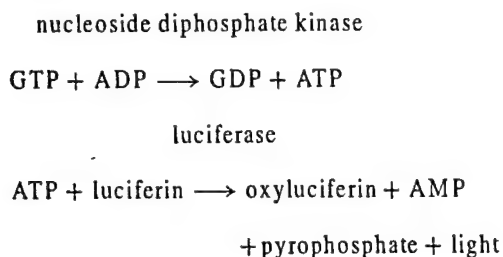 nucleoside diphosphate kinase
GTP + ADP ⟶ GDP + ATP
luciferase
ATP + luciferin ⟶ oxyluciferin + AMP
+pyrophosphate + light